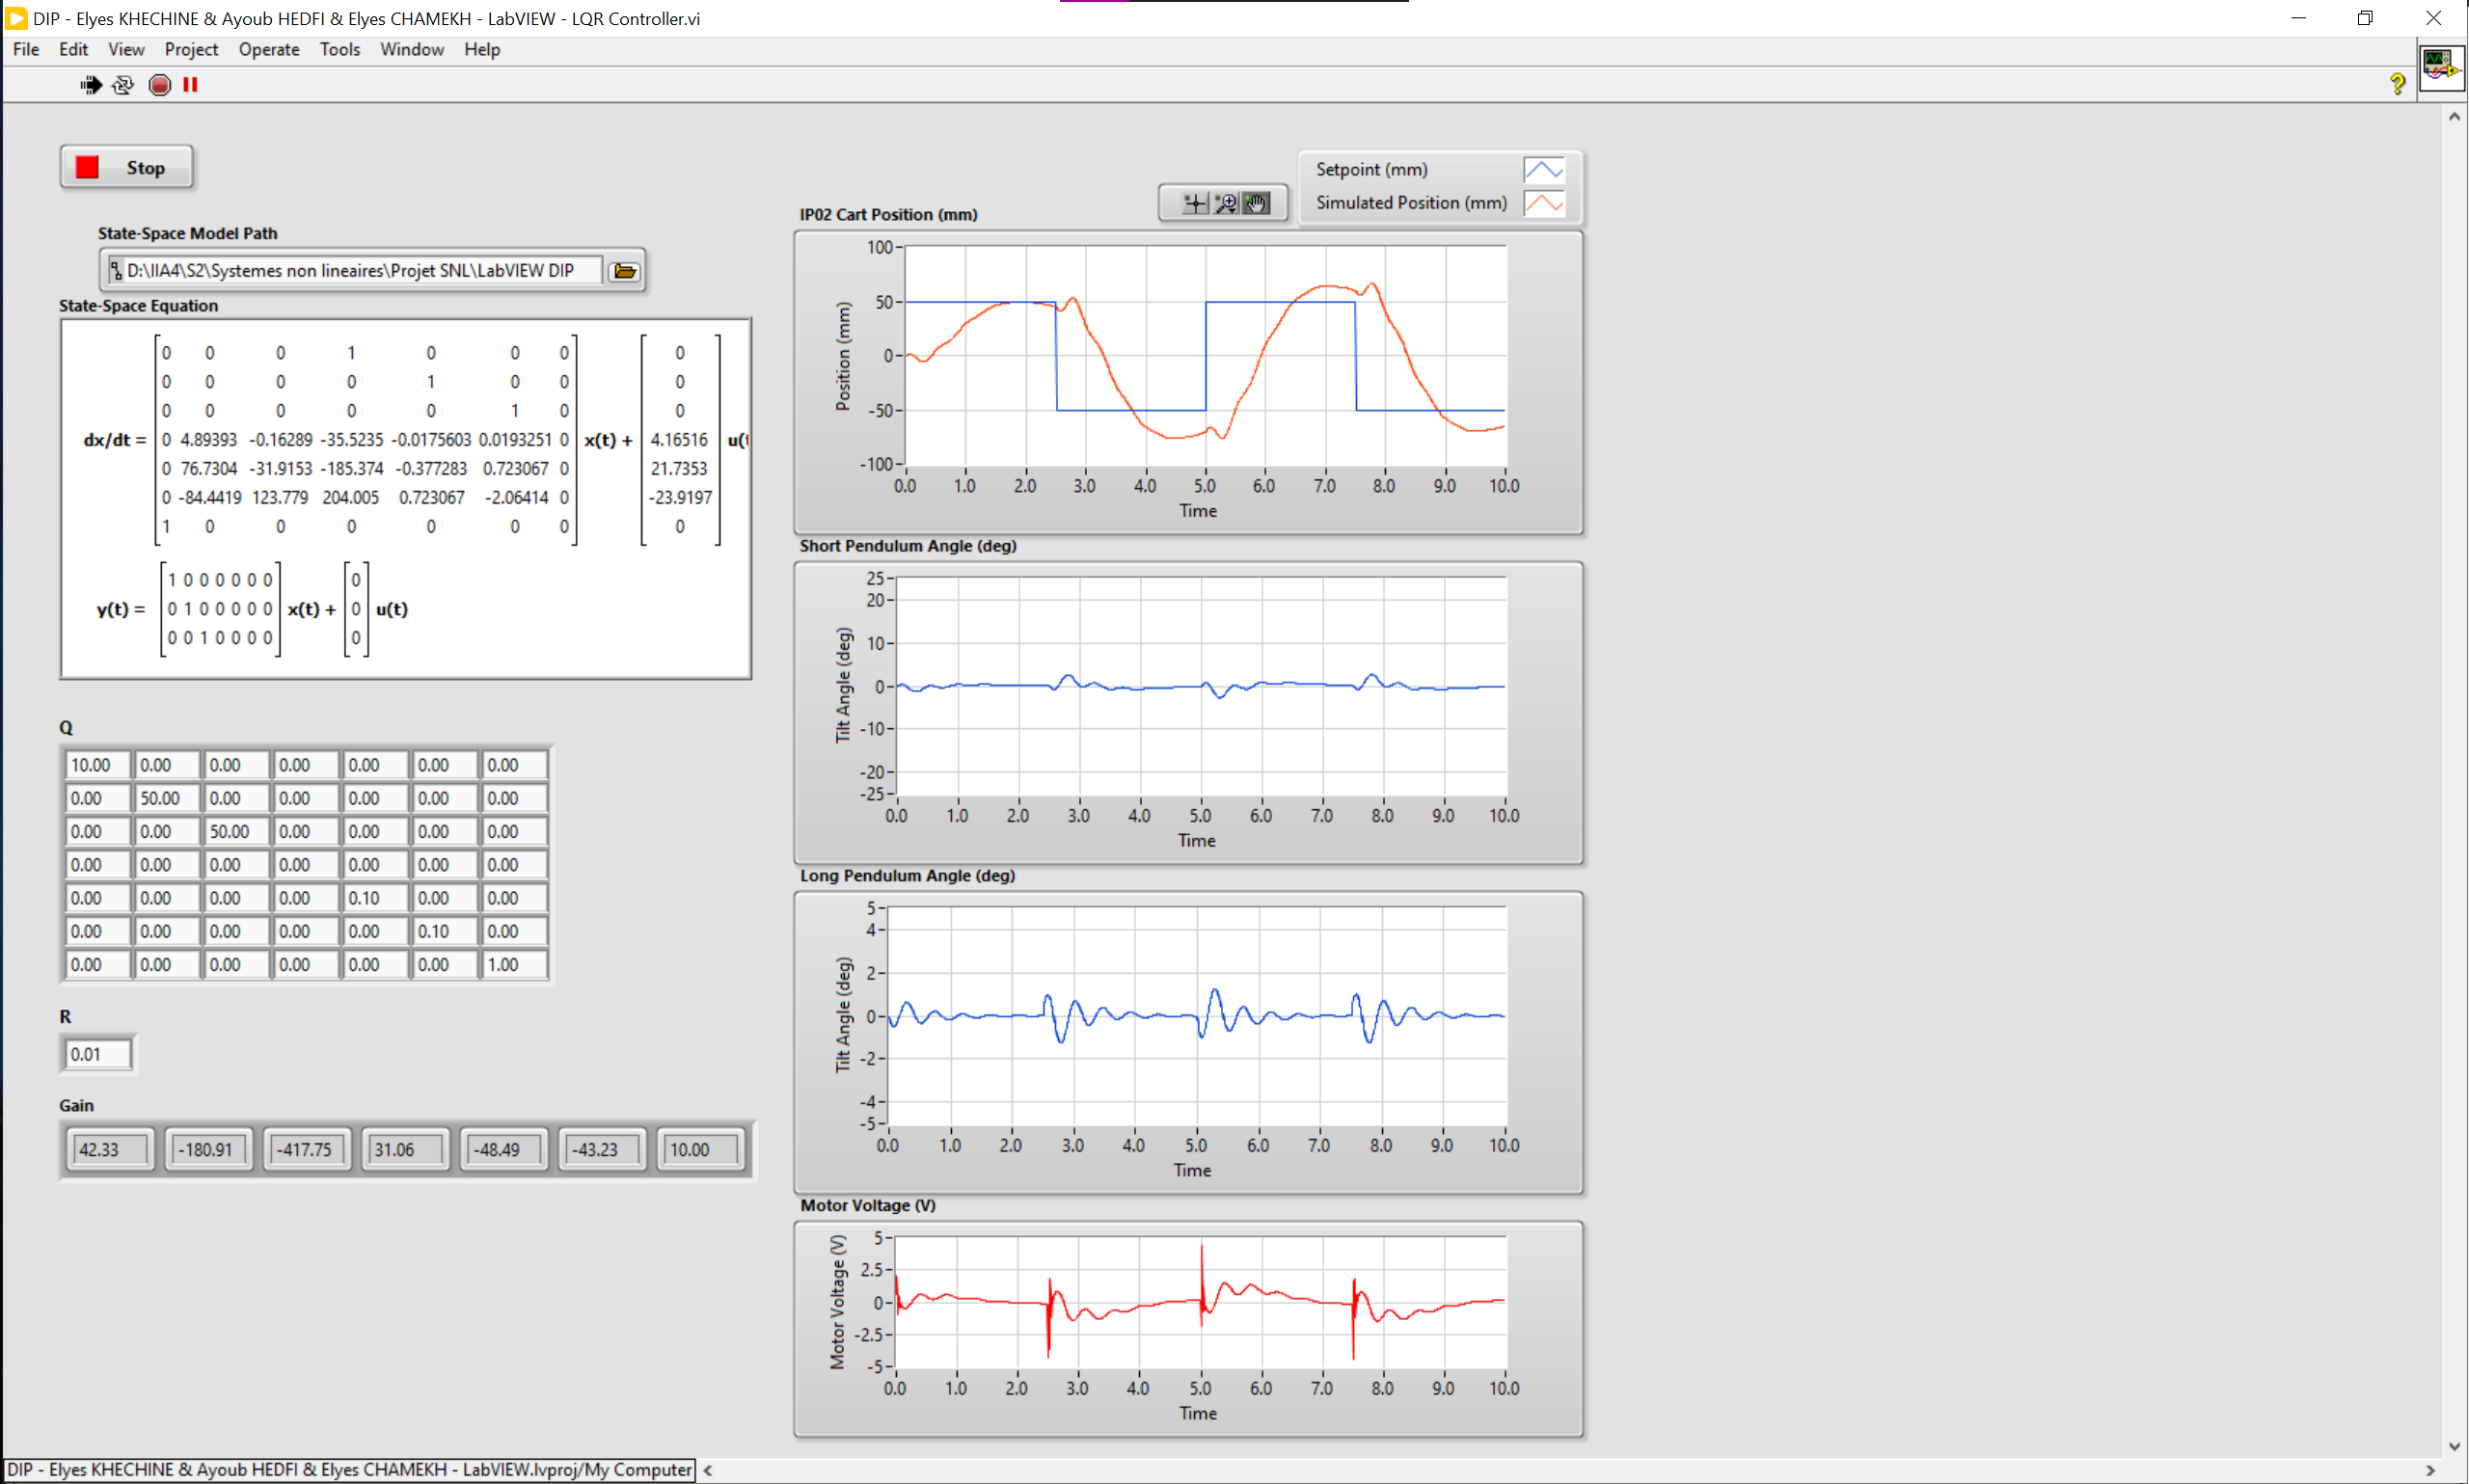 DIP - Elyes KHECHINE & Ayoub HEDFI & Elyes CHAMEKH - LabVIEW - LQR Controller.vi
File Edit View Project Operate Tools Window Help
Stop
State-Space Model Path
D:\IIA4\S2\Systemes non lineaires\Projet SNL\LabVIEW DIP
State-Space Equation
0 0 0 1 0 0 0 0
0 0 0 0 1 0 0 0
0 0 0 0 0 1 0 0
dx/dt = 0 4.89393 -0.16289 -35.5235 -0.0175603 0.0193251 0 x(t) + 4.16516 u(t
0 76.7304 -31.9153 -185.374 -0.377283 0.723067 0 21.7353
0 -84.4419 123.779 204.005 0.723067 -2.06414 0 -23.9197
1 0 0 0 0 0 0 0
1 0 0 0 0 0 0 0
y(t) = 0 1 0 0 0 0 0 x(t) + 0 u(t)
0 0 1 0 0 0 0 0
Q
10.00 0.00 0.00 0.00 0.00 0.00 0.00
0.00 50.00 0.00 0.00 0.00 0.00 0.00
0.00 0.00 50.00 0.00 0.00 0.00 0.00
0.00 0.00 0.00 0.00 0.00 0.00 0.00
0.00 0.00 0.00 0.00 0.10 0.00 0.00
0.00 0.00 0.00 0.00 0.00 0.10 0.00
0.00 0.00 0.00 0.00 0.00 0.00 1.00
R
0.01
Gain
42.33 -180.91 -417.75 31.06 -48.49 -43.23 10.00
Setpoint (mm)
Simulated Position (mm)
IP02 Cart Position (mm)
Position (mm)
100
50
0
-50
-100
0.0 1.0 2.0 3.0 4.0 5.0 6.0 7.0 8.0 9.0 10.0
Time
Short Pendulum Angle (deg)
Tilt Angle (deg)
25
20
10
0
-10
-20
-25
0.0 1.0 2.0 3.0 4.0 5.0 6.0 7.0 8.0 9.0 10.0
Time
Long Pendulum Angle (deg)
Tilt Angle (deg)
5
4
2
0
-2
-4
-5
0.0 1.0 2.0 3.0 4.0 5.0 6.0 7.0 8.0 9.0 10.0
Time
Motor Voltage (V)
Motor Voltage (V)
5
2.5
0
-2.5
-5
0.0 1.0 2.0 3.0 4.0 5.0 6.0 7.0 8.0 9.0 10.0
Time
DIP - Elyes KHECHINE & Ayoub HEDFI & Elyes CHAMEKH - LabVIEW.lvproj/My Computer